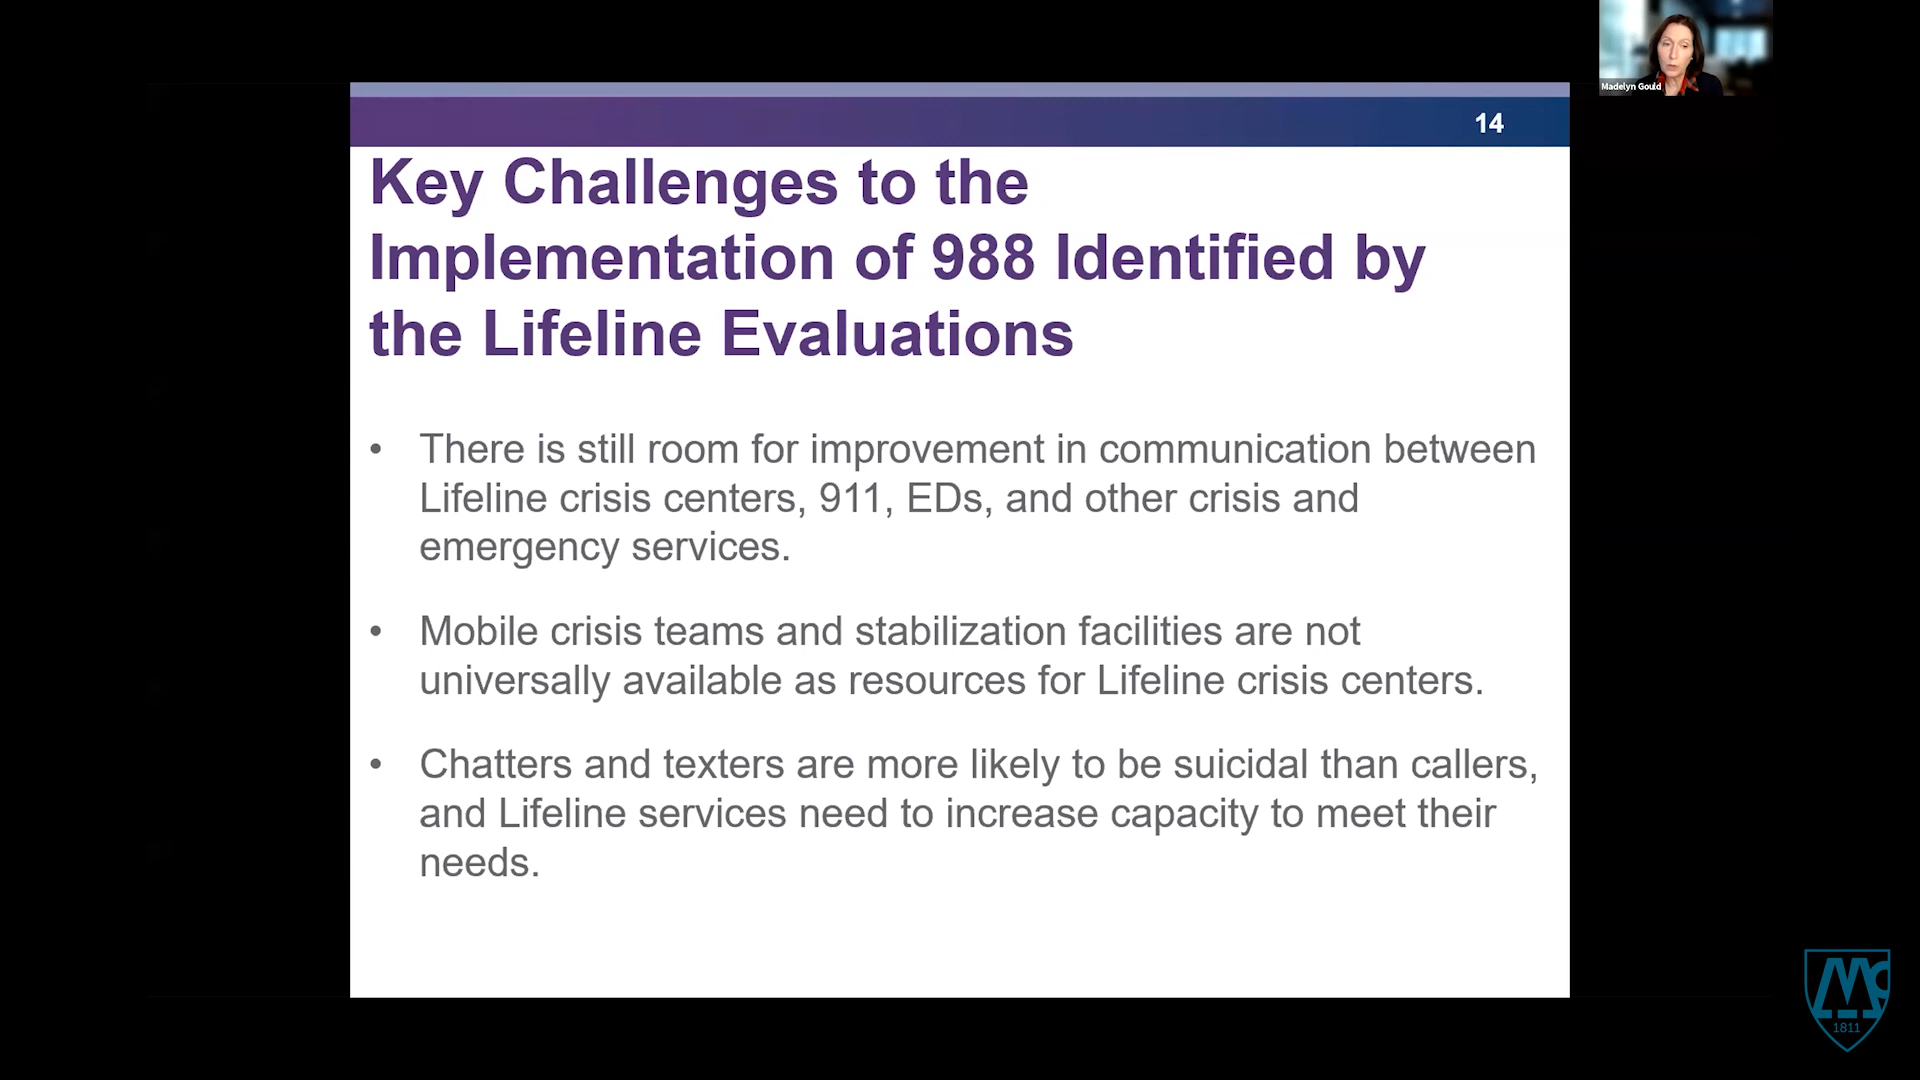 Madelyn Gould
14
Key Challenges to the
Implementation of 988 Identified by
the Lifeline Evaluations
• There is still room for improvement in communication between
Lifeline crisis centers, 911, EDs, and other crisis and
emergency services.
• Mobile crisis teams and stabilization facilities are not
universally available as resources for Lifeline crisis centers.
• Chatters and texters are more likely to be suicidal than callers,
and Lifeline services need to increase capacity to meet their
needs.
Mc
1811